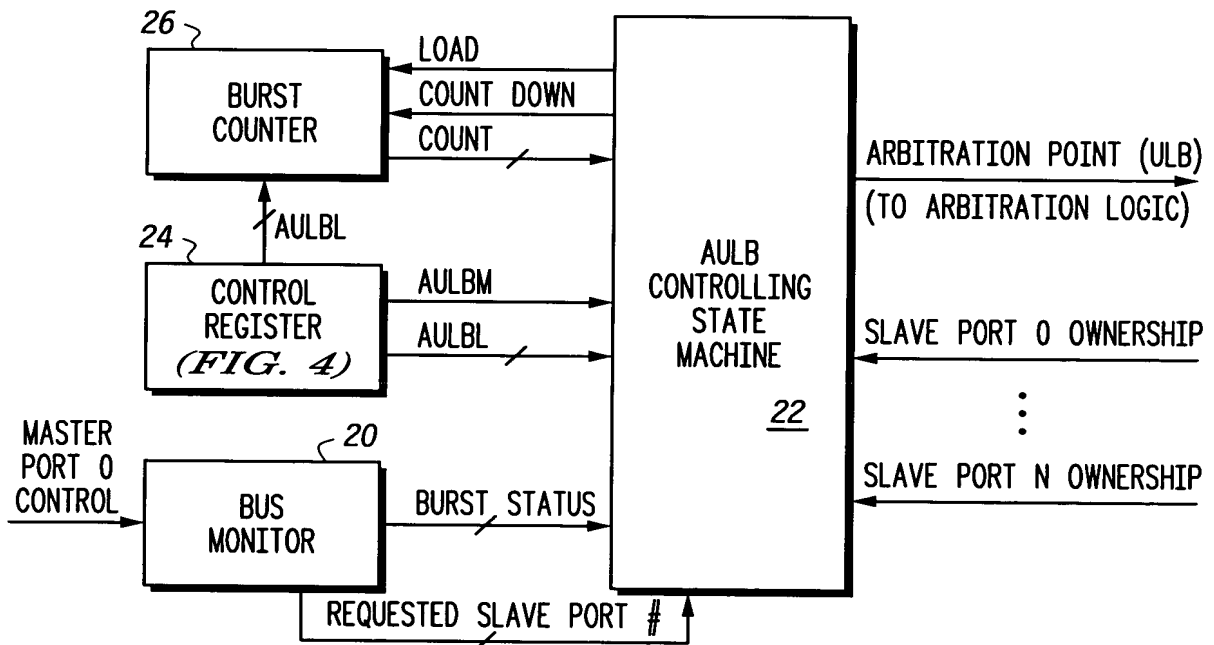 26
BURST
COUNTER
LOAD
COUNT DOWN
COUNT
AULBL
24
CONTROL
REGISTER
(FIG. 4)
AULBM
AULBL
MASTER
PORT 0
CONTROL
20
BUS
MONITOR
BURST STATUS
REQUESTED SLAVE PORT #
AULB
CONTROLLING
STATE
MACHINE
22
ARBITRATION POINT (ULB)
(TO ARBITRATION LOGIC)
SLAVE PORT 0 OWNERSHIP
SLAVE PORT N OWNERSHIP